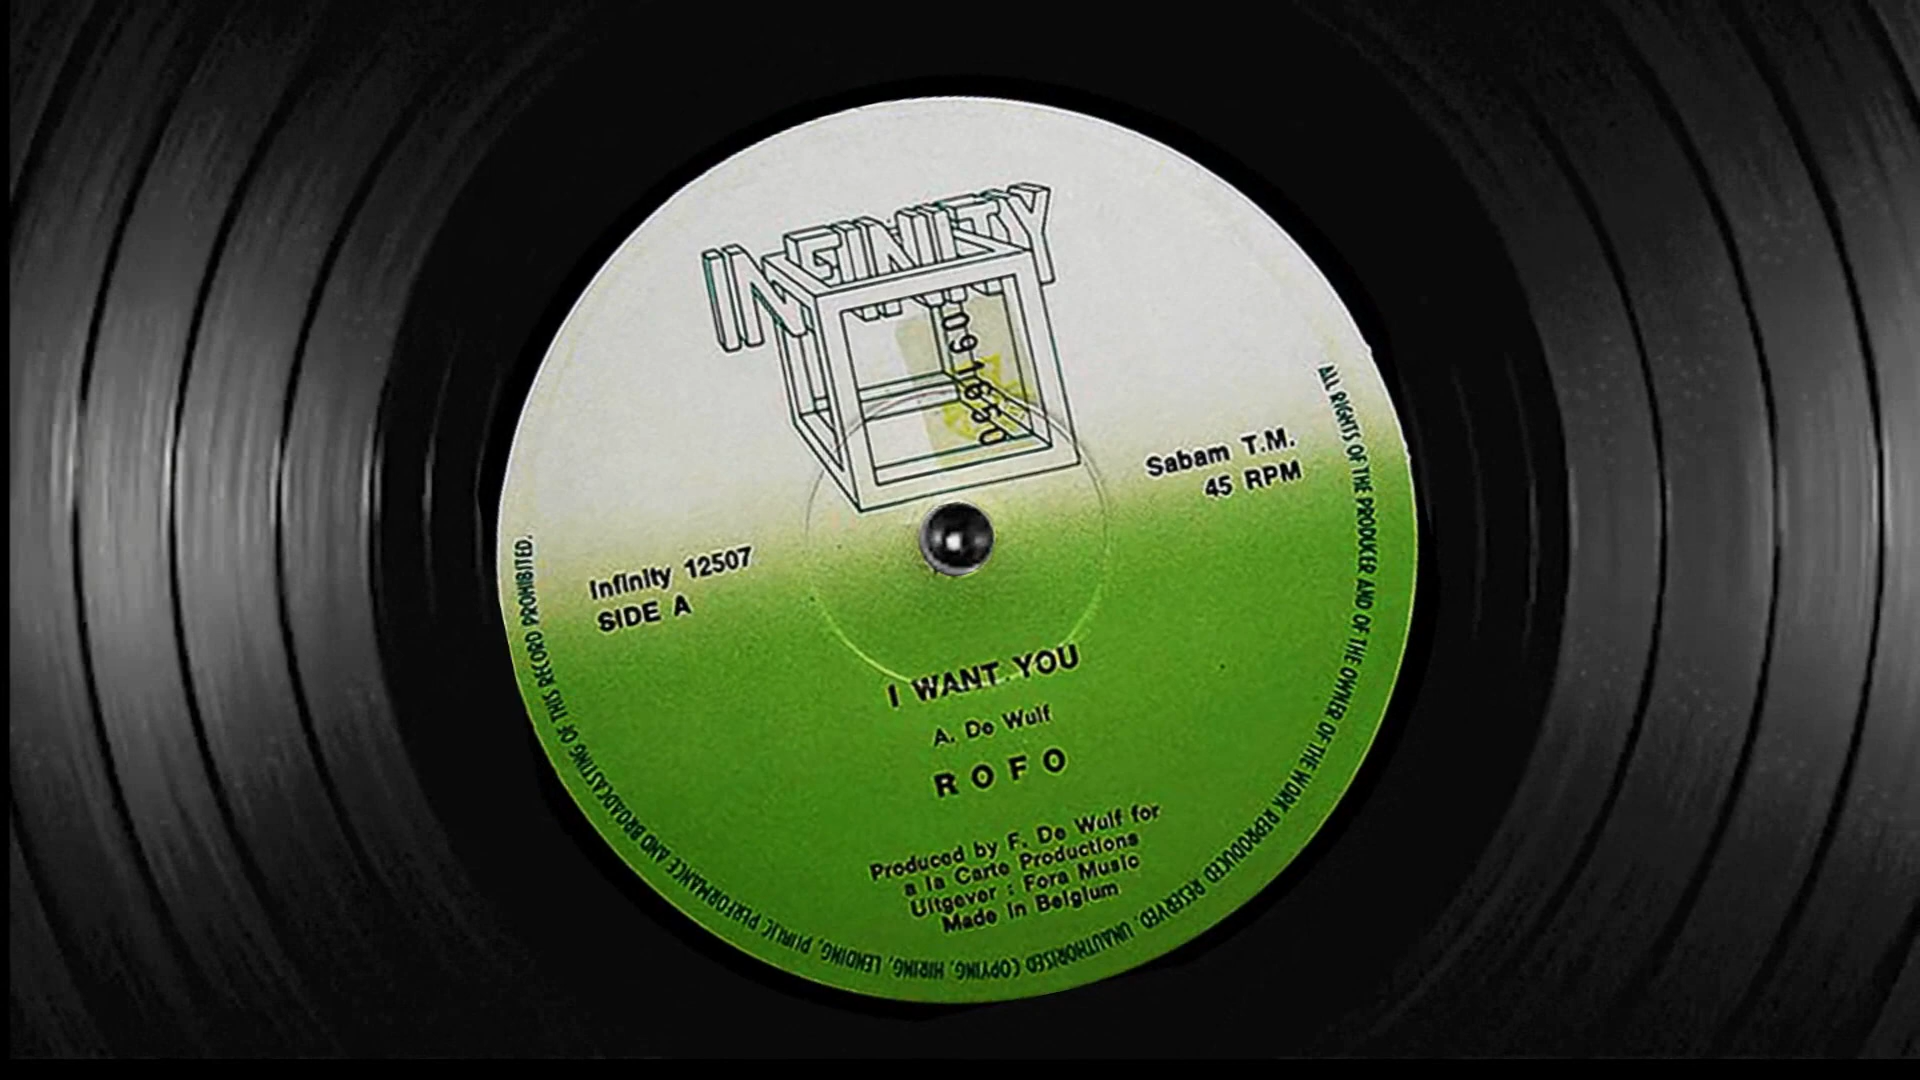 INFINITY
0991650
Sabam T.M.
45 RPM
Infinity 12507
SIDE A
I WANT YOU
A. De Wulf
ROFO
Produced by F. De Wulf for
a la Carte Productions
Uitgever : Fora Music
Made in Belgium
ALL RIGHTS OF THE PRODUCER AND OF THE OWNER OF THE WORK REPRODUCED RESERVED. UNAUTHORISED COPYING, HIRING, LENDING, PUBLIC PERFORMANCE AND BROADCASTING OF THIS RECORD PROHIBITED.